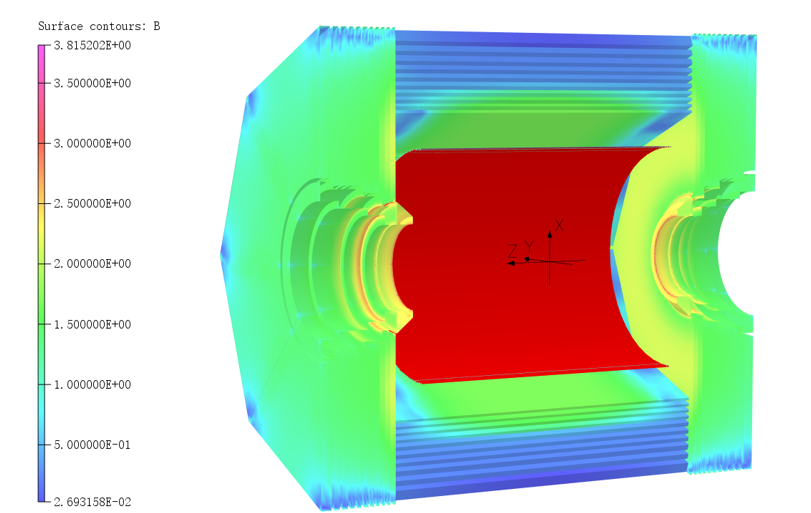 Surface contours: B
3.815202E+00
3.500000E+00
3.000000E+00
2.500000E+00
2.000000E+00
1.500000E+00
1.000000E+00
5.000000E-01
2.693158E-02
X
Y
Z